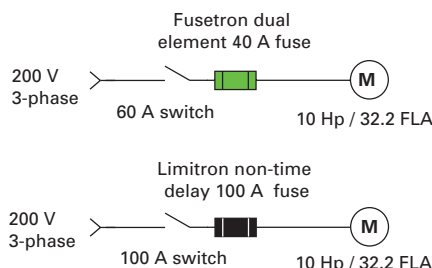 Fusetron dual
element 40 A fuse
200 V
3-phase
M
60 A switch
10 Hp / 32.2 FLA
Limitron non-time
delay 100 A fuse
200 V
3-phase
M
100 A switch
10 Hp / 32.2 FLA